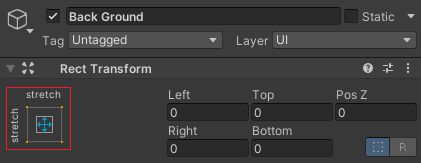 Back Ground
Static
Tag Untagged Layer UI
Rect Transform
stretch
stretch
Left Top Pos Z
0 0 0
Right Bottom
0 0 R